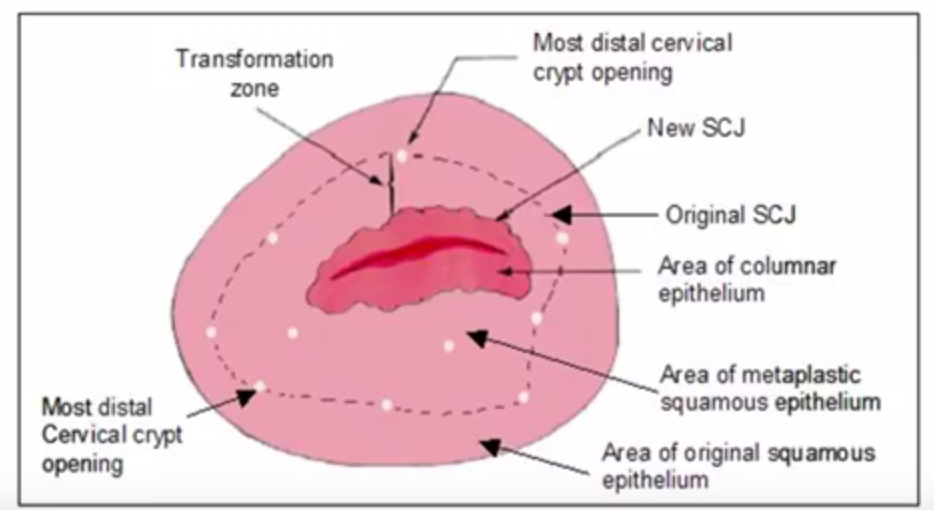 Transformation
zone
Most distal cervical
crypt opening
New SCJ
Original SCJ
Area of columnar
epithelium
Area of metaplastic
squamous epithelium
Most distal
Cervical crypt
opening
Area of original squamous
epithelium